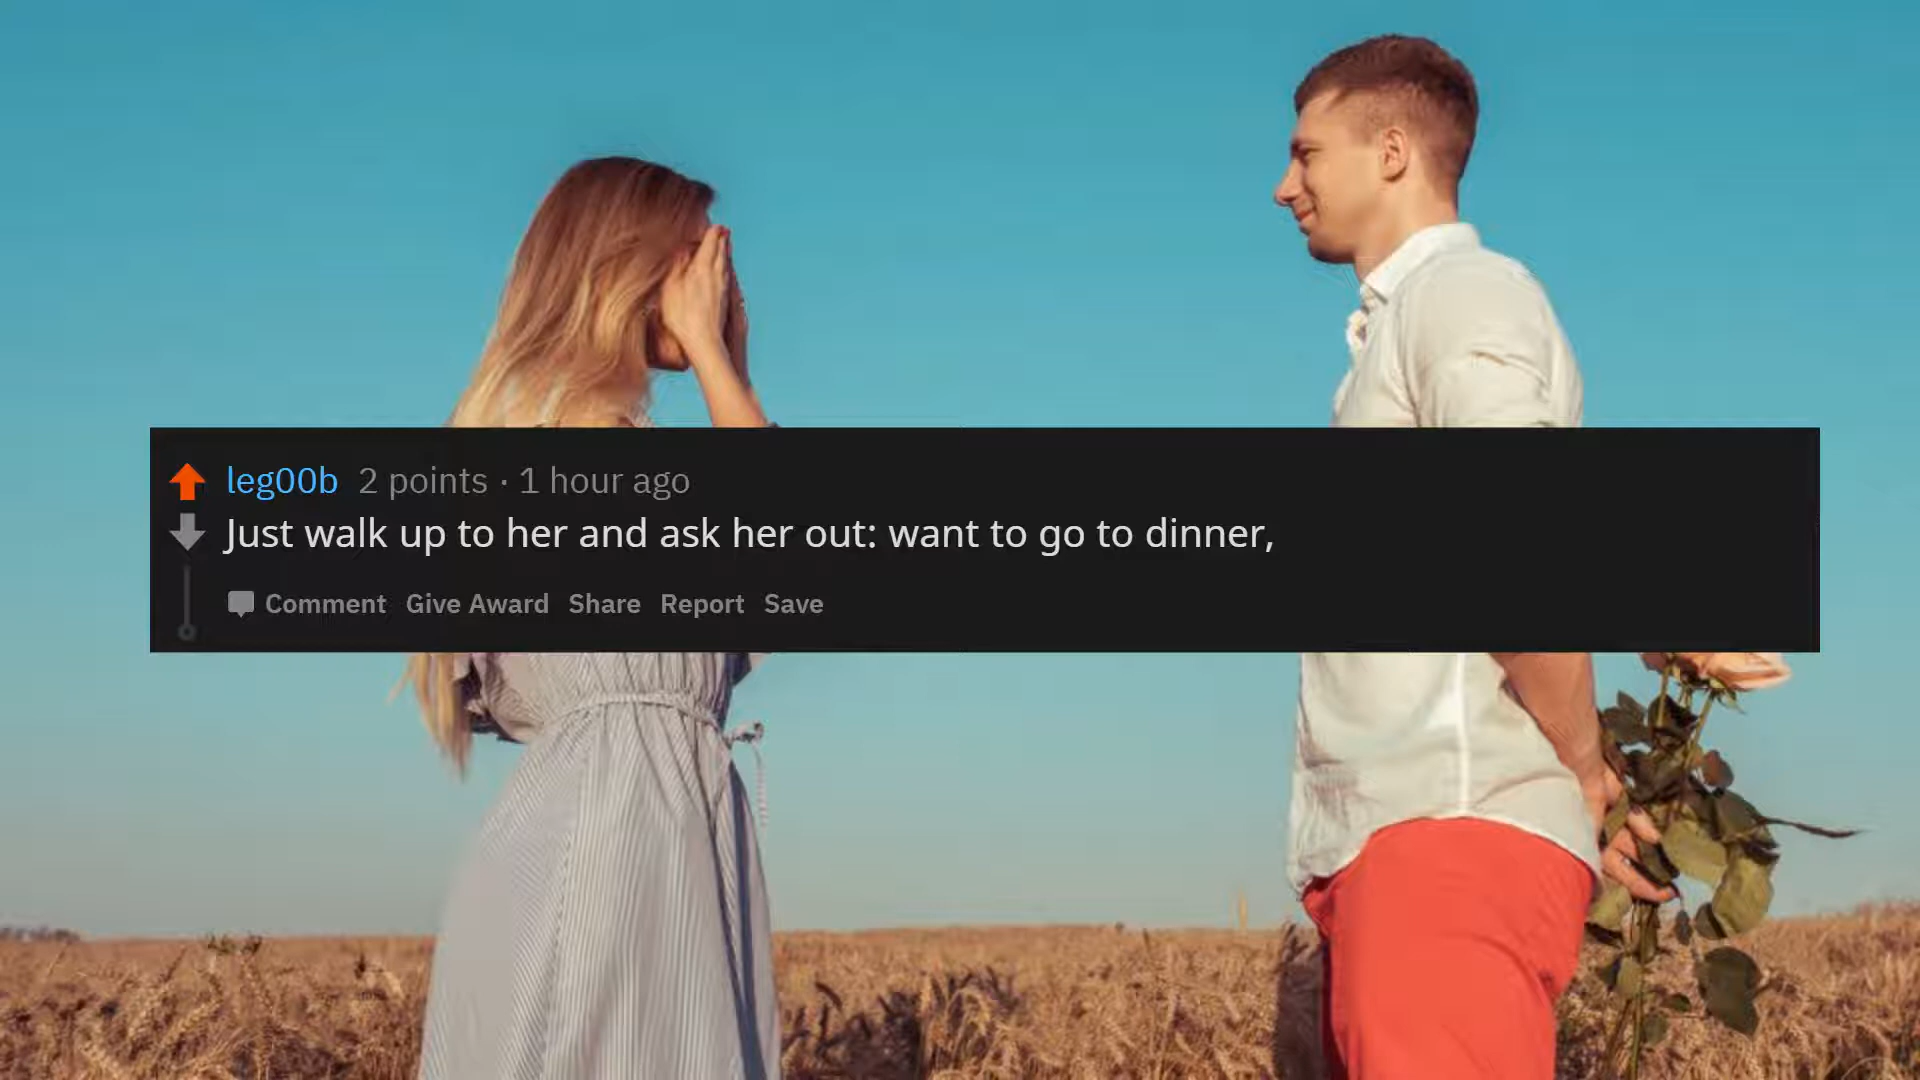 leg00b 2 points · 1 hour ago
Just walk up to her and ask her out: want to go to dinner,
Comment Give Award Share Report Save